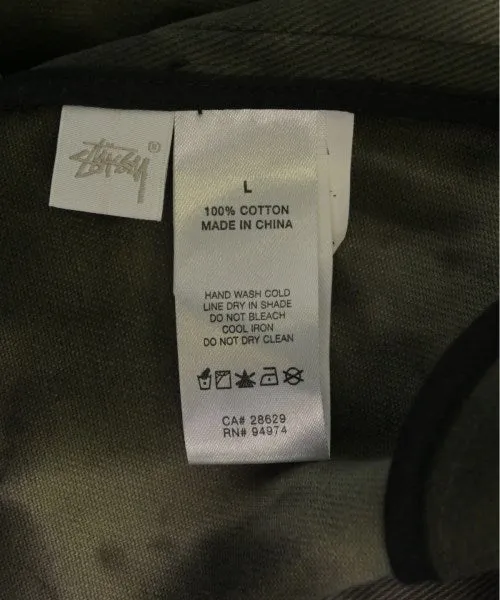 Stüssy ®
L
100% COTTON
MADE IN CHINA
HAND WASH COLD
LINE DRY IN SHADE
DO NOT BLEACH
COOL IRON
DO NOT DRY CLEAN
CA# 28629
RN# 94974